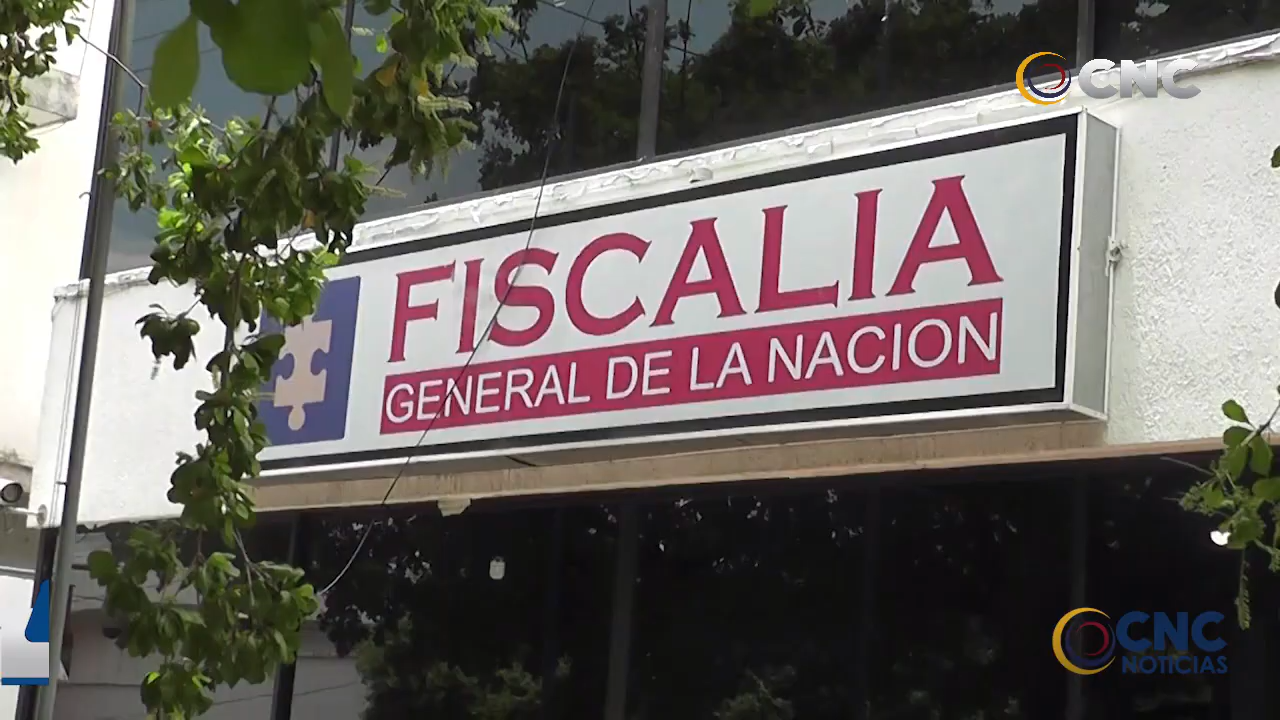 CNC
FISCALIA
GENERAL DE LA NACION
CNC
NOTICIAS